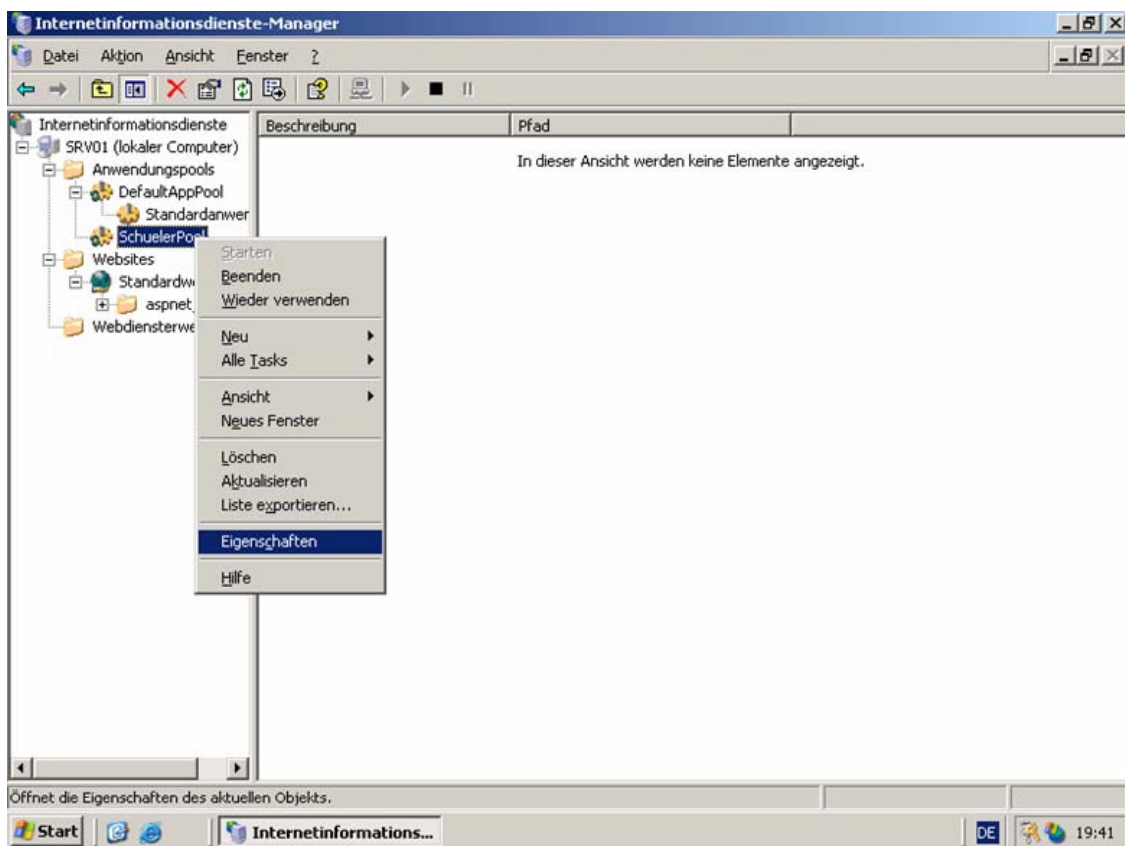 Internetinformationsdienste-Manager
Datei Aktion Ansicht Fenster ?
Internetinformationsdienste
SRV01 (lokaler Computer)
Anwendungspools
DefaultAppPool
Standardanwer
SchuelerPool
Websites
Standardw
aspnet_
Webdiensterwe
Beschreibung Pfad
In dieser Ansicht werden keine Elemente angezeigt.
Starten
Beenden
Wieder verwenden
Neu
Alle Tasks
Ansicht
Neues Fenster
Löschen
Aktualisieren
Liste exportieren...
Eigenschaften
Hilfe
Öffnet die Eigenschaften des aktuellen Objekts.
Start Internetinformations... DE 19:41